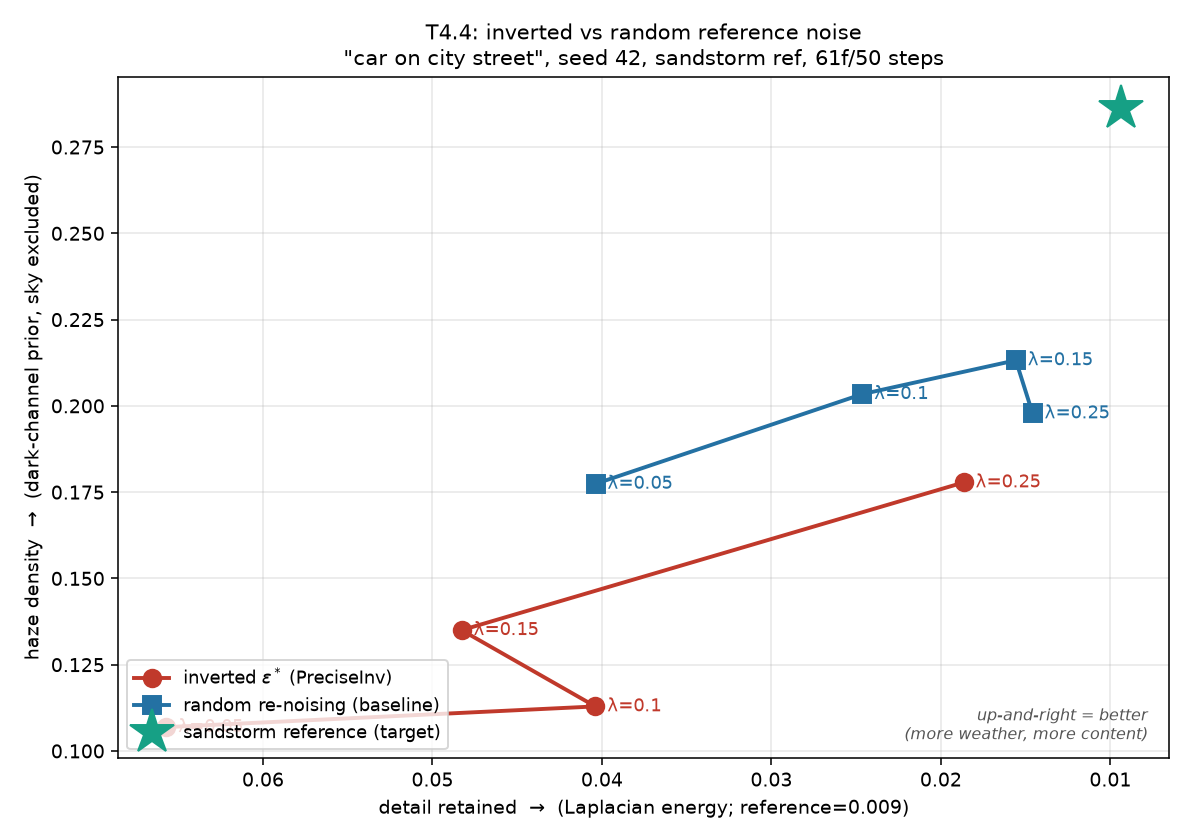 T4.4: inverted vs random reference noise
"car on city street", seed 42, sandstorm ref, 61f/50 steps
haze density → (dark-channel prior, sky excluded)
0.275
0.250
0.225
0.200
0.175
0.150
0.125
0.100
λ=0.15
λ=0.1
λ=0.25
λ=0.05
λ=0.25
λ=0.15
λ=0.1
λ=0.05
inverted ε* (PreciseInv)
random re-noising (baseline)
sandstorm reference (target)
up-and-right = better
(more weather, more content)
0.06
0.05
0.04
0.03
0.02
0.01
detail retained → (Laplacian energy; reference=0.009)